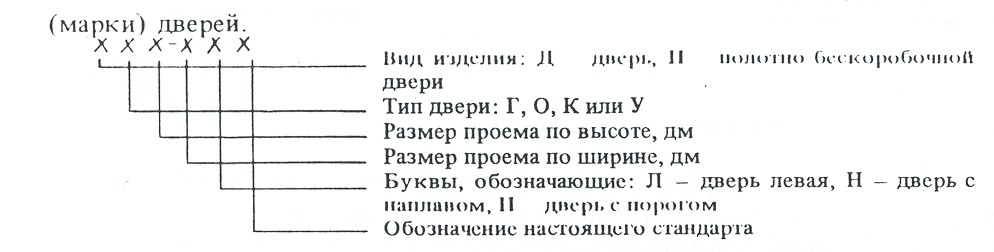 (марки) дверей.
X X X - X X X
Вид изделия: Д дверь, П полотно бескоробочной
двери
Тип двери: Г, О, К или У
Размер проема по высоте, дм
Размер проема по ширине, дм
Буквы, обозначающие: Л – дверь левая, Н – дверь с
наплавом, П дверь с порогом
Обозначение настоящего стандарта